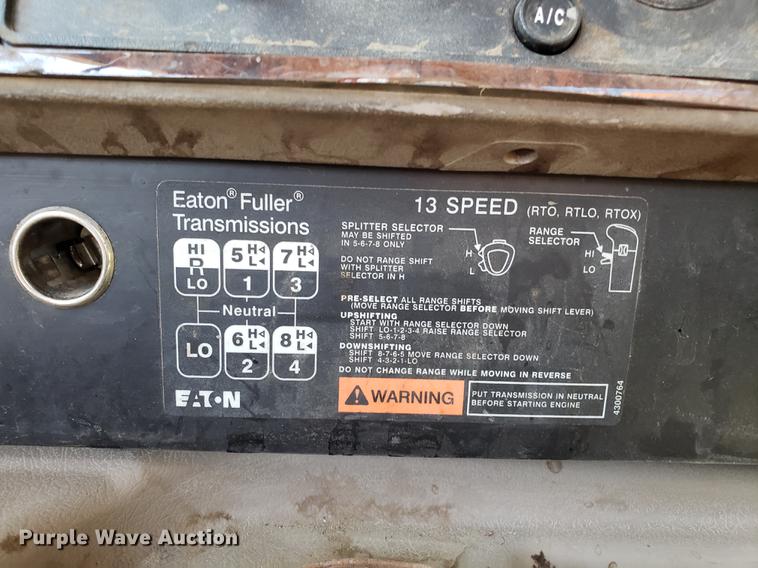 A/C
Eaton® Fuller®
Transmissions
13 SPEED (RTO, RTLO, RTOX)
SPLITTER SELECTOR
MAY BE SHIFTED
IN 5-6-7-8 ONLY
H
L
RANGE
SELECTOR
HI
LO
DO NOT RANGE SHIFT
WITH SPLITTER
SELECTOR IN H
HI
R
LO
5 H
L
1
7 H
L
3
Neutral
LO
6 H
L
2
8 H
L
4
PRE-SELECT ALL RANGE SHIFTS
(MOVE RANGE SELECTOR BEFORE MOVING SHIFT LEVER)
UPSHIFTING
START WITH RANGE SELECTOR DOWN
SHIFT LO-1-2-3-4 RAISE RANGE SELECTOR
SHIFT 5-6-7-8
DOWNSHIFTING
SHIFT 8-7-6-5 MOVE RANGE SELECTOR DOWN
SHIFT 4-3-2-1-LO
DO NOT CHANGE RANGE WHILE MOVING IN REVERSE
EATON
WARNING
PUT TRANSMISSION IN NEUTRAL
BEFORE STARTING ENGINE
4300764
Purple Wave Auction